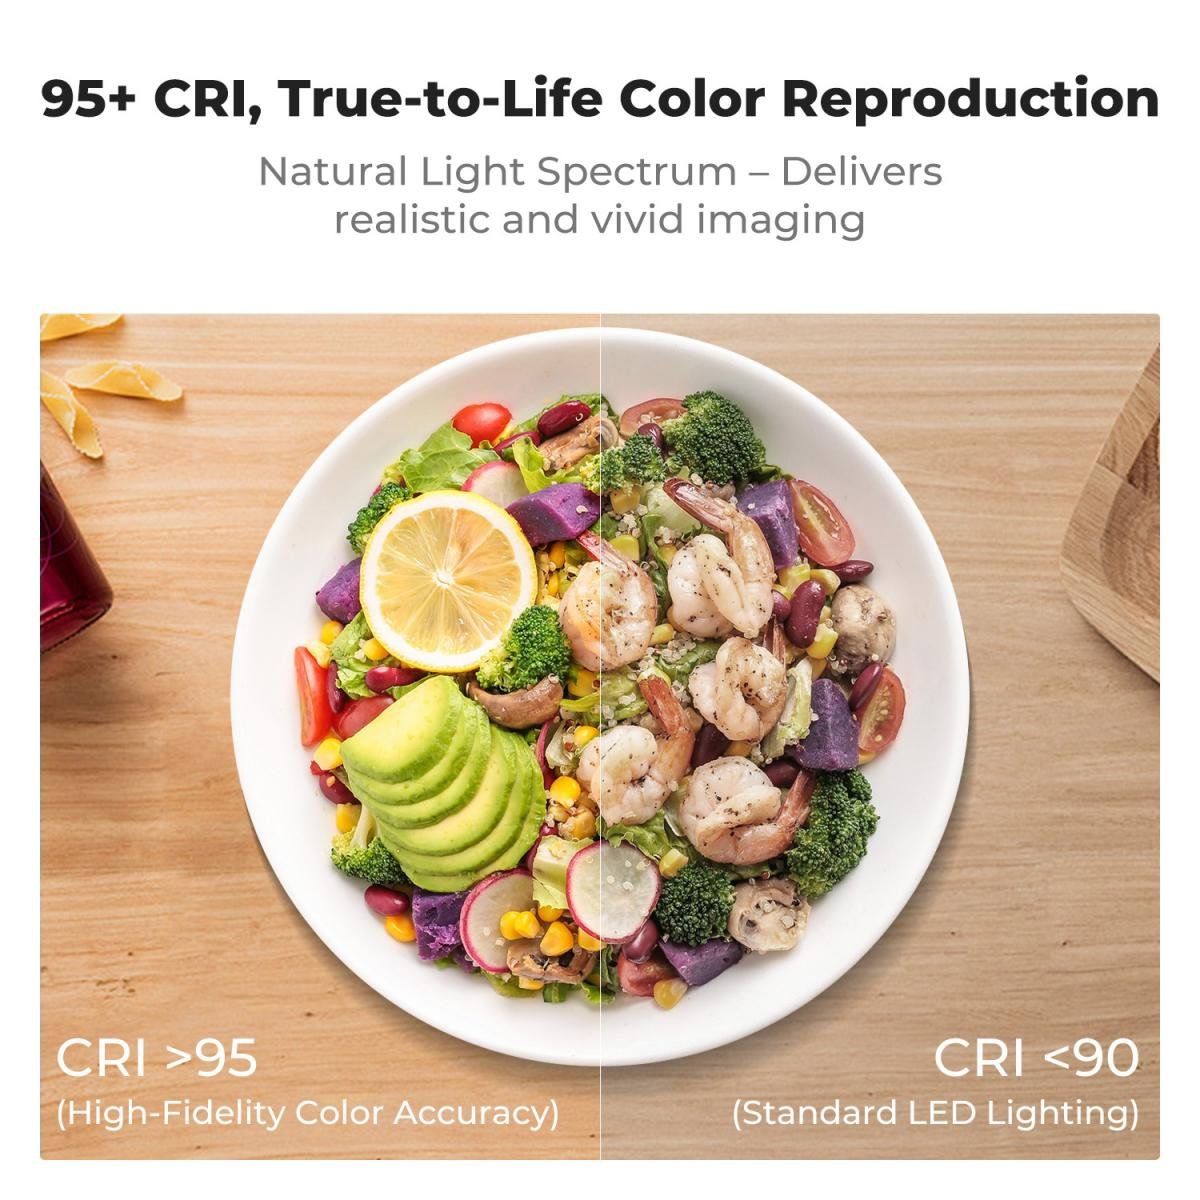 95+ CRI, True-to-Life Color Reproduction
Natural Light Spectrum – Delivers
realistic and vivid imaging
CRI >95
(High-Fidelity Color Accuracy)
CRI <90
(Standard LED Lighting)